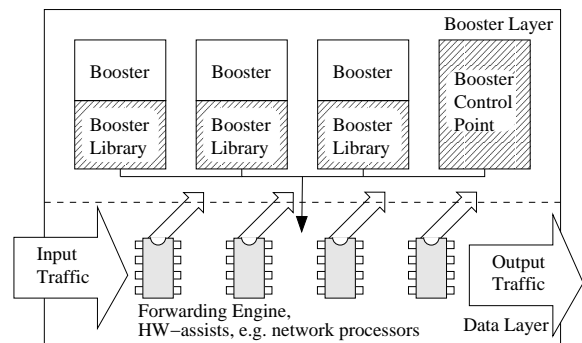 Booster Layer
Booster
Booster
Library
Booster
Booster
Library
Booster
Booster
Library
Booster
Control
Point
Input
Traffic
Output
Traffic
Forwarding Engine,
HW−assists, e.g. network processors
Data Layer